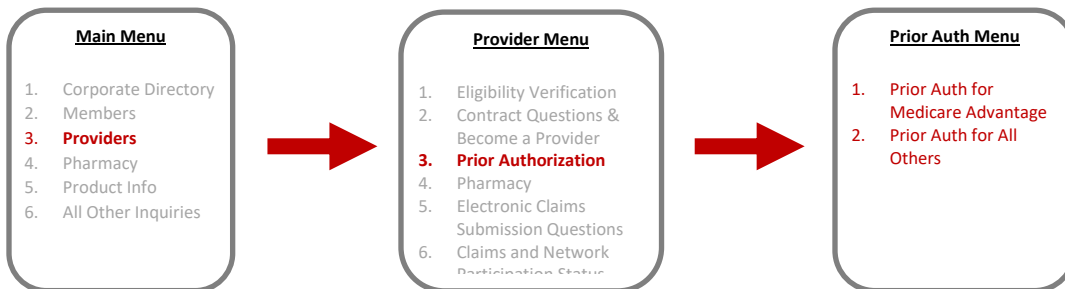 Main Menu
1. Corporate Directory
2. Members
3. Providers
4. Pharmacy
5. Product Info
6. All Other Inquiries
Provider Menu
1. Eligibility Verification
2. Contract Questions &
Become a Provider
3. Prior Authorization
4. Pharmacy
5. Electronic Claims
Submission Questions
6. Claims and Network
Participation Status
Prior Auth Menu
1. Prior Auth for
Medicare Advantage
2. Prior Auth for All
Others